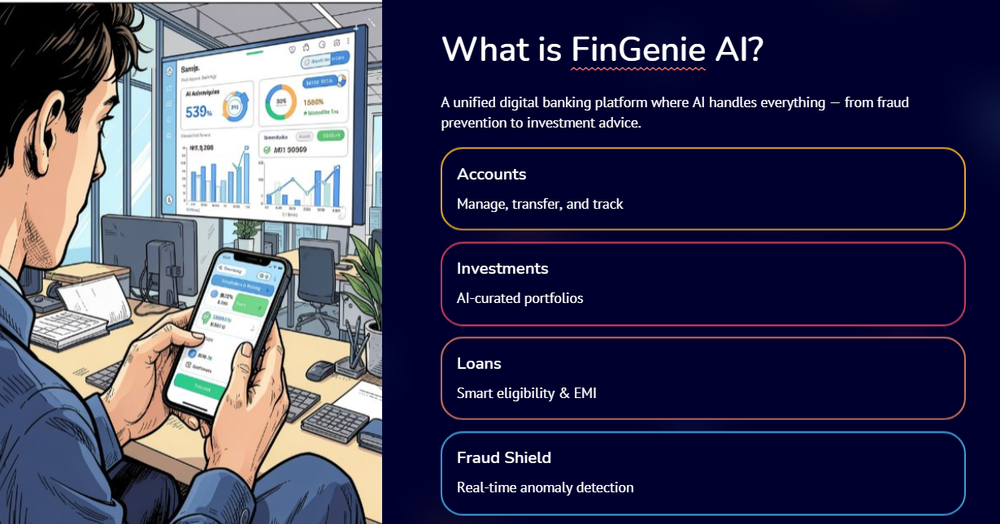 What is FinGenie AI?
A unified digital banking platform where AI handles everything — from fraud
prevention to investment advice.
Accounts
Manage, transfer, and track
Investments
AI-curated portfolios
Loans
Smart eligibility & EMI
Fraud Shield
Real-time anomaly detection
539%